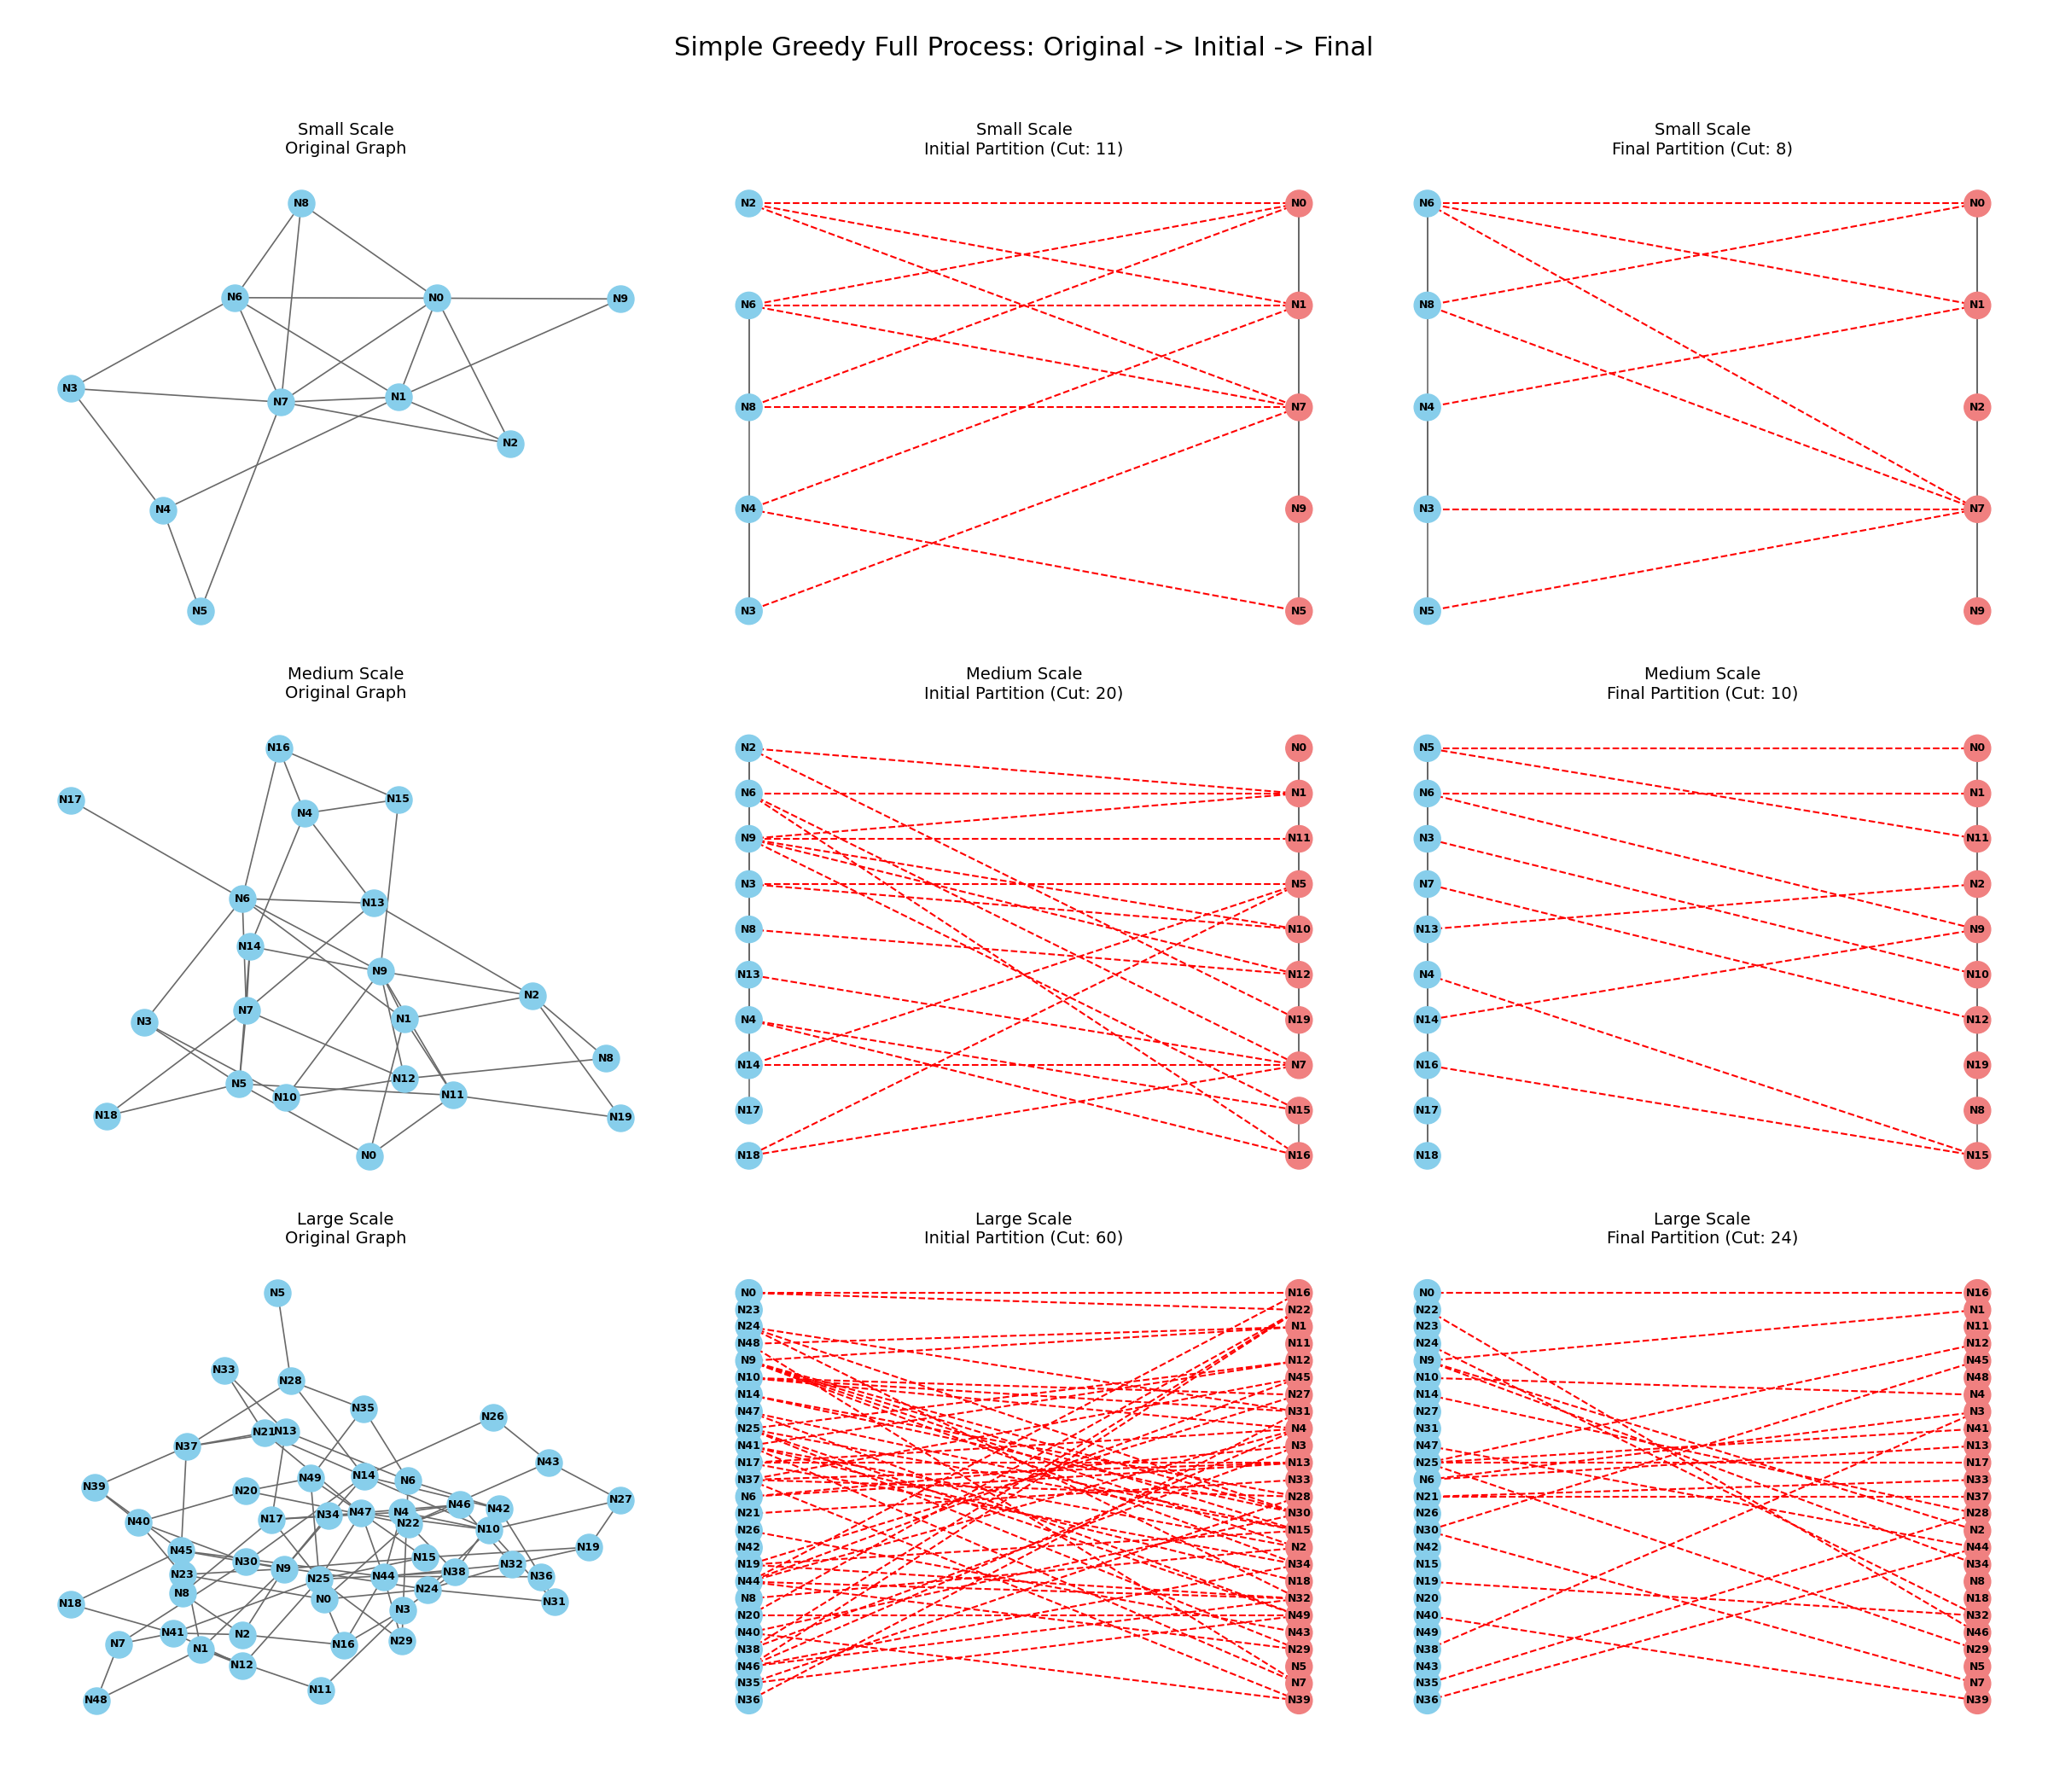 Simple Greedy Full Process: Original -> Initial -> Final
Small Scale
Original Graph
N8
N6
N0
N9
N3
N7
N1
N2
N4
N5
Small Scale
Initial Partition (Cut: 11)
N2
N0
N6
N1
N8
N7
N4
N9
N3
N5
Small Scale
Final Partition (Cut: 8)
N6
N0
N8
N1
N4
N2
N3
N7
N5
N9
Medium Scale
Original Graph
N16
N17
N15
N4
N6
N13
N14
N9
N2
N7
N3
N1
N8
N12
N5
N10
N11
N18
N19
N0
Medium Scale
Initial Partition (Cut: 20)
N2
N0
N6
N1
N9
N11
N3
N5
N8
N10
N13
N12
N4
N19
N14
N7
N17
N15
N18
N16
Medium Scale
Final Partition (Cut: 10)
N5
N0
N6
N1
N3
N11
N7
N2
N13
N9
N4
N10
N14
N12
N16
N19
N17
N8
N18
N15
Large Scale
Original Graph
N5
N33
N28
N35
N26
N21
N13
N37
N43
N49
N14
N6
N39
N20
N27
N46
N42
N47
N4
N34
N17
N40
N22
N10
N19
N45
N15
N30
N32
N9
N38
N23
N25
N44
N36
N8
N24
N0
N31
N18
N3
N41
N2
N29
N7
N16
N1
N12
N11
N48
Large Scale
Initial Partition (Cut: 60)
N0
N16
N23
N22
N24
N1
N48
N11
N9
N12
N10
N45
N14
N27
N47
N31
N25
N4
N41
N3
N17
N13
N37
N33
N6
N28
N21
N30
N26
N15
N42
N2
N19
N34
N44
N18
N8
N32
N20
N49
N40
N43
N38
N29
N46
N5
N35
N7
N36
N39
Large Scale
Final Partition (Cut: 24)
N0
N16
N22
N1
N23
N11
N24
N12
N9
N45
N10
N48
N14
N4
N27
N3
N31
N41
N47
N13
N25
N17
N6
N33
N21
N37
N26
N28
N30
N2
N42
N44
N15
N34
N19
N8
N20
N18
N40
N32
N49
N46
N38
N29
N43
N5
N35
N7
N36
N39